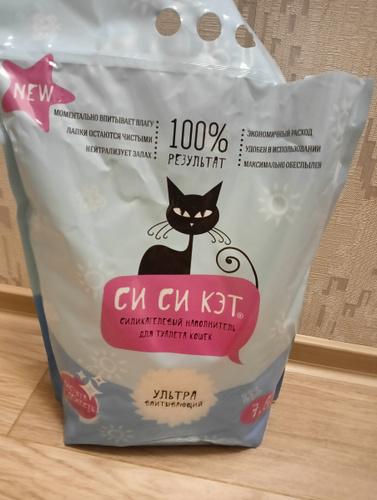 NEW
МОМЕНТАЛЬНО ВПИТЫВАЕТ ВЛАГУ
ЛАПКИ ОСТАЮТСЯ ЧИСТЫМИ
НЕЙТРАЛИЗУЕТ ЗАПАХ
100%
РЕЗУЛЬТАТ
ЭКОНОМИЧНЫЙ РАСХОД
УДОБЕН В ИСПОЛЬЗОВАНИИ
МАКСИМАЛЬНО ОБЕСПЫЛЕН
СИ СИ КЭТ®
СИЛИКАГЕЛЕВЫЙ НАПОЛНИТЕЛЬ
ДЛЯ ТУАЛЕТА КОШЕК
УЛЬТРА
ВПИТЫВАЮЩИЙ